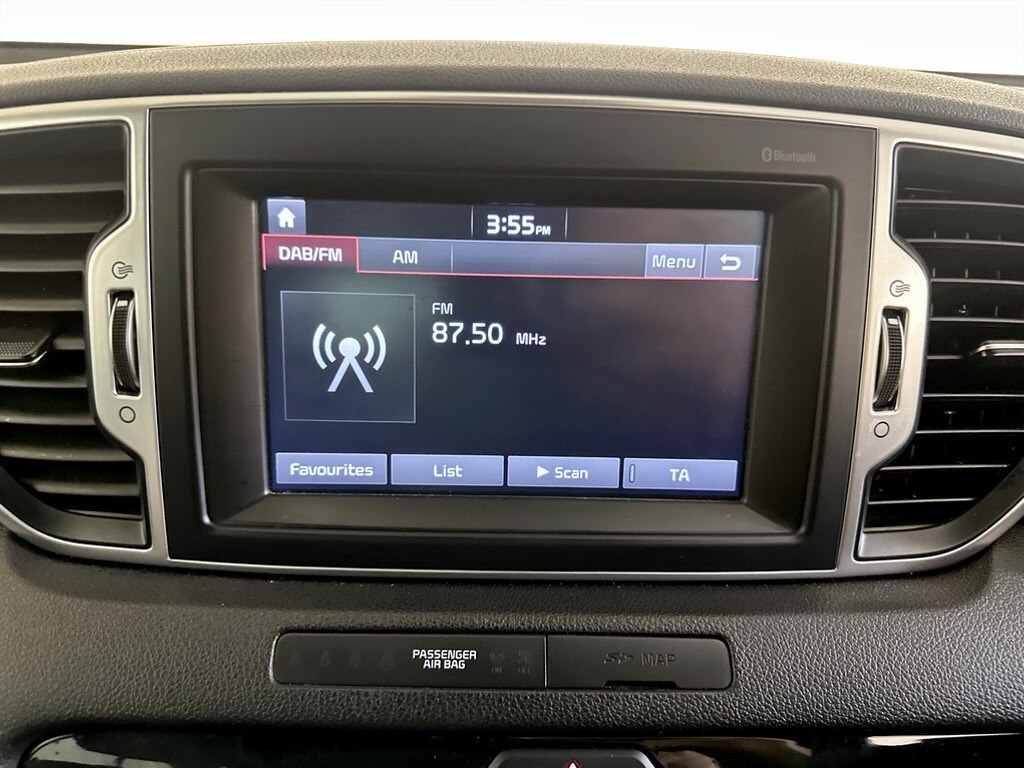 Bluetooth
3:55PM
DAB/FM AM Menu
FM
87.50 MHz
Favourites List Scan TA
PASSENGER
AIR BAG
MAP